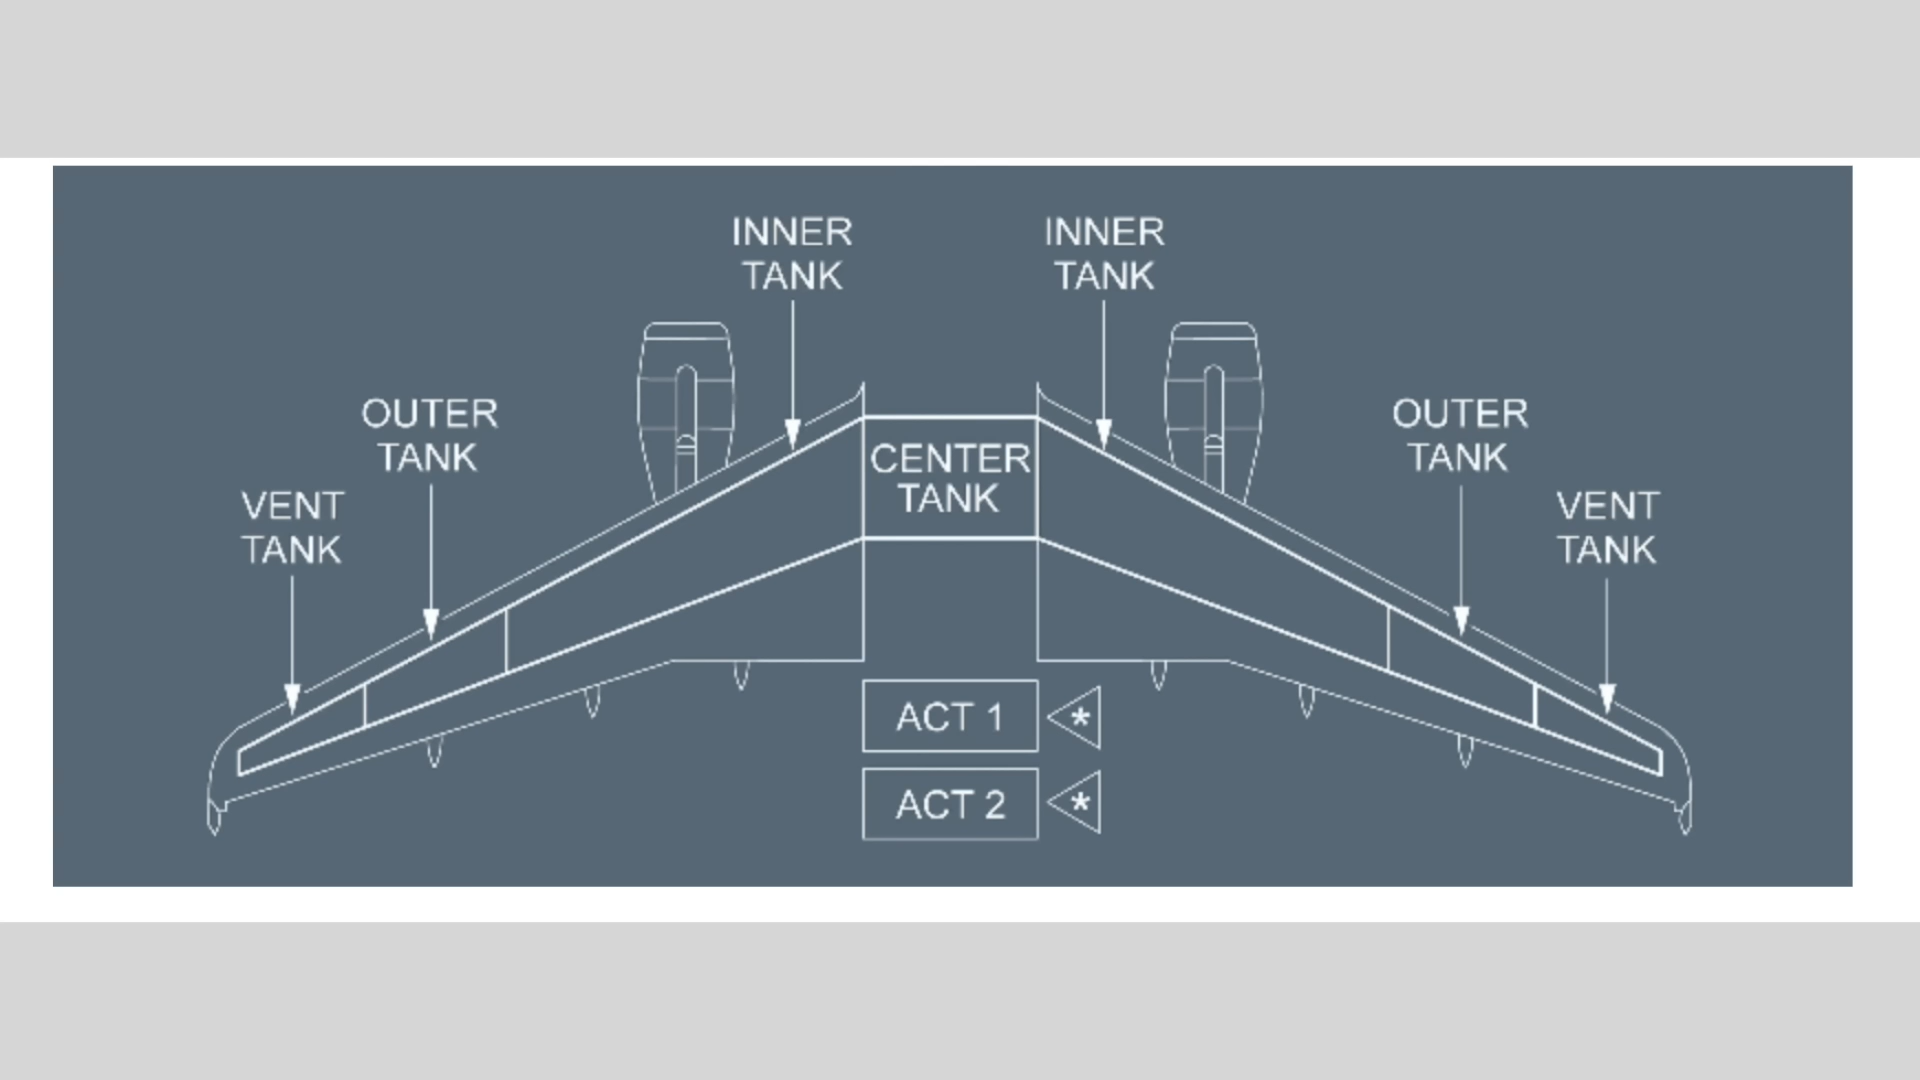 INNER
TANK
INNER
TANK
OUTER
TANK
OUTER
TANK
VENT
TANK
CENTER
TANK
VENT
TANK
ACT 1
*
ACT 2
*